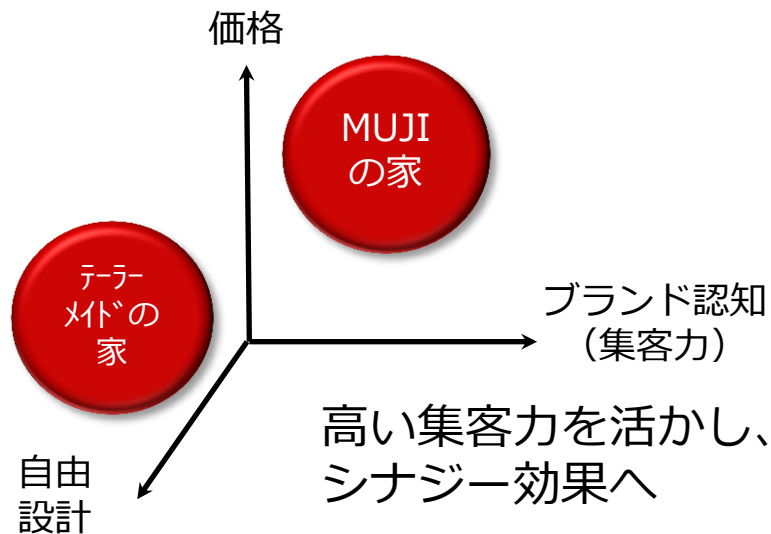 価格
MUJI
の家
ﾃｰﾗｰ
ﾒｲﾄﾞの
家
ブランド認知
（集客力）
高い集客力を活かし、
シナジー効果へ
自由
設計